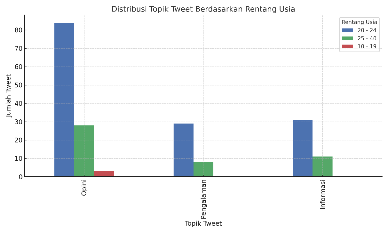 Distribusi Topik Tweet Berdasarkan Rentang Usia
Rentang Usia
20 - 24
25 - 40
10 - 19
Jumlah Tweet
80
70
60
50
40
30
20
10
0
Opini
Pengalaman
Informasi
Topik Tweet